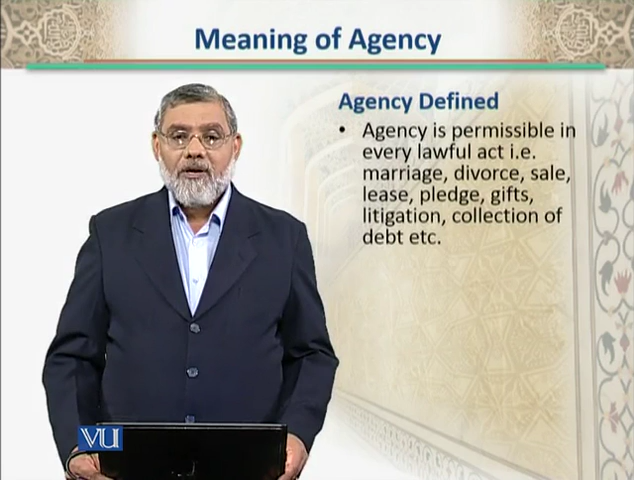 Meaning of Agency
Agency Defined
• Agency is permissible in
every lawful act i.e.
marriage, divorce, sale,
lease, pledge, gifts,
litigation, collection of
debt etc.
VU